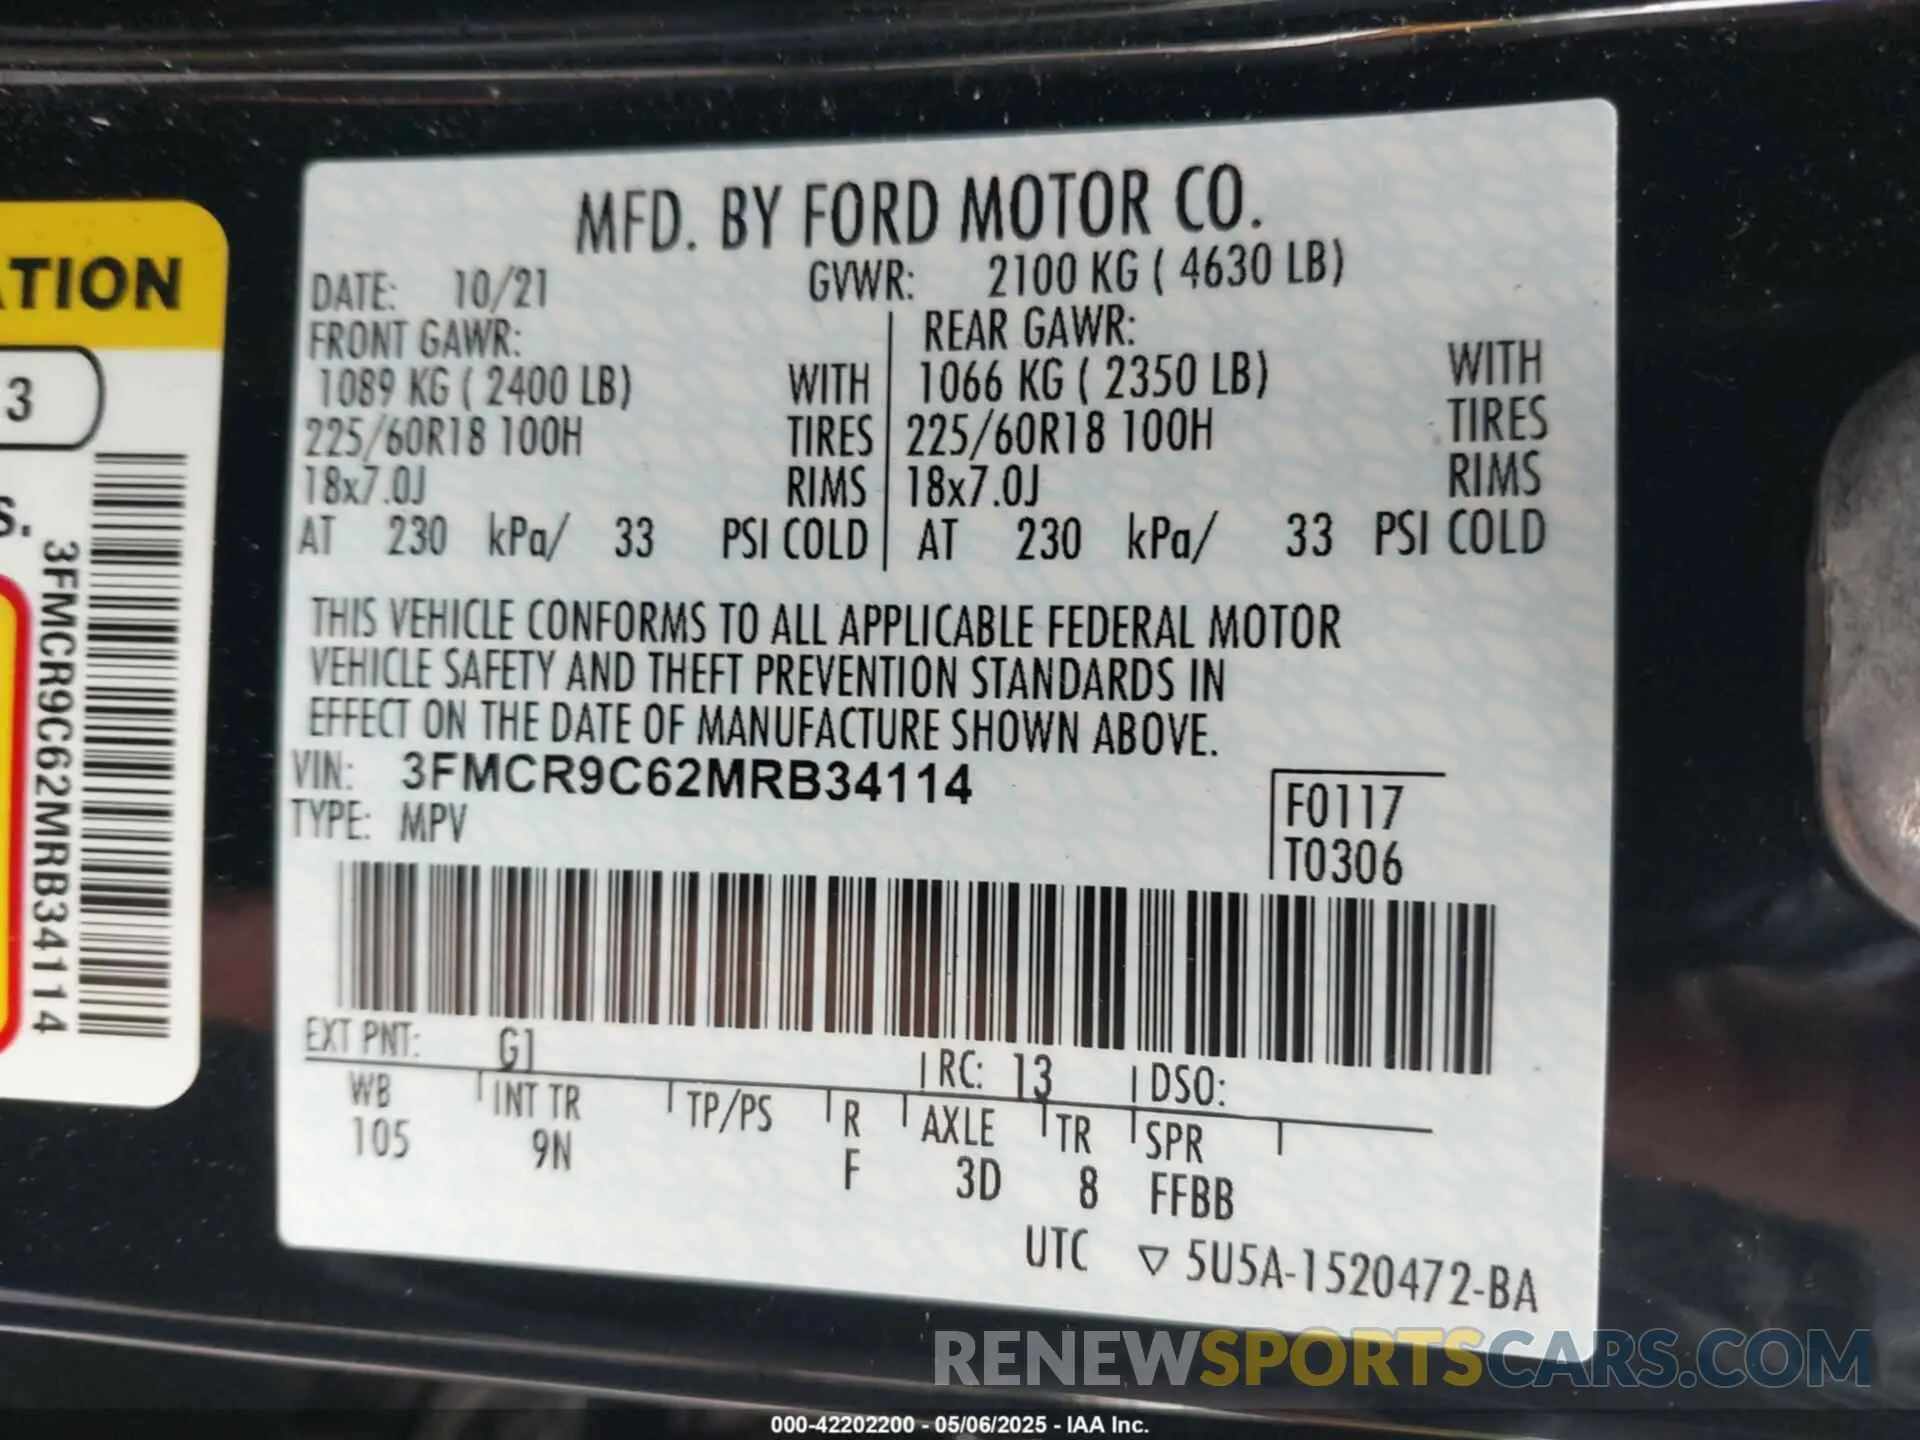 MFD. BY FORD MOTOR CO.
DATE: 10/21 GVWR: 2100 KG ( 4630 LB)
FRONT GAWR: REAR GAWR:
1089 KG ( 2400 LB) WITH 1066 KG ( 2350 LB) WITH
225/60R18 100H TIRES 225/60R18 100H TIRES
18x7.0J RIMS 18x7.0J RIMS
AT 230 kPa/ 33 PSI COLD AT 230 kPa/ 33 PSI COLD
THIS VEHICLE CONFORMS TO ALL APPLICABLE FEDERAL MOTOR
VEHICLE SAFETY AND THEFT PREVENTION STANDARDS IN
EFFECT ON THE DATE OF MANUFACTURE SHOWN ABOVE.
VIN: 3FMCR9C62MRB34114
TYPE: MPV
F0117
T0306
EXT PNT: G1 RC: 13 DSO:
WB INT TR TP/PS R AXLE TR SPR
105 9N F 3D 8 FFBB
UTC ▽ 5U5A-1520472-BA
ATION
3
S.
3FMCR9C62MRB34114
RENEWSPORTSCARS.COM
000-42202200 - 05/06/2025 - IAA Inc.